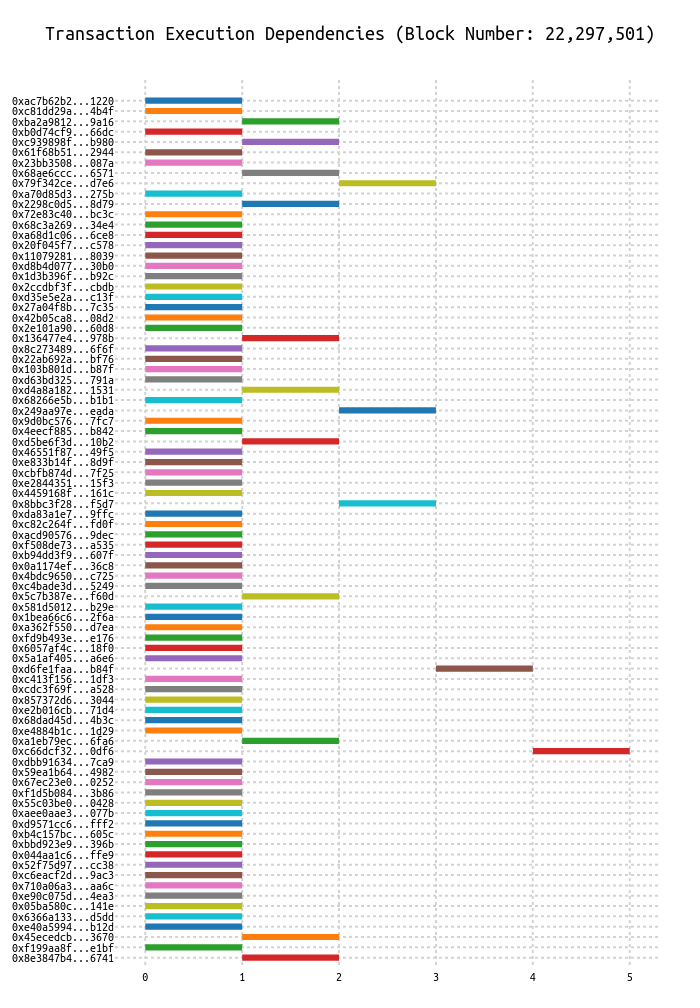 Transaction Execution Dependencies (Block Number: 22,297,501)
0xac7b62b2...1220
0xc81dd29a...4b4f
0xba2a9812...9a16
0xb0d74cf9...66dc
0xc939898f...b980
0x61f68b51...2944
0x23bb3508...087a
0x68ae6ccc...6571
0x79f342ce...d7e6
0xa70d85d3...275b
0x2298c0d5...8d79
0x72e83c40...bc3c
0x68c3a269...34e4
0xa68d1c06...6ce8
0x20f045f7...c578
0x11079281...8039
0xd8b4d077...30b0
0x1d3b396f...b92c
0x2ccdbf3f...cbdb
0xd35e5e2a...c13f
0x27a04f8b...7c35
0x42b05ca8...08d2
0x2e101a90...60d8
0x136477e4...978b
0x8c273489...6f6f
0x22ab692a...bf76
0x103b801d...b87f
0xd63bd325...791a
0xd4a8a182...1531
0x68266e5b...b1b1
0x249aa97e...eada
0x9d0bc576...7fc7
0x4eecf885...b842
0xd5be6f3d...10b2
0x46551f87...49f5
0xe833b14f...8d9f
0xcbfb874d...7f25
0xe2844351...15f3
0x4459168f...161c
0x8bbc3f28...f5d7
0xda83a1e7...9ffc
0xc82c264f...fd0f
0xacd90576...9dec
0xf508de73...a535
0xb94dd3f9...607f
0x0a1174ef...36c8
0x4bdc9650...c725
0xc4bade3d...5249
0x5c7b387e...f60d
0x581d5012...b29e
0x1bea66c6...2f6a
0xa362f550...d7ea
0xfd9b493e...e176
0x6057af4c...18f0
0x5a1af405...a6e6
0xd6fe1faa...b84f
0xc413f156...1df3
0xcdc3f69f...a528
0x857372d6...3044
0xe2b016cb...71d4
0x68dad45d...4b3c
0xe4884b1c...1d29
0xa1eb79ec...6fa6
0xc66dcf32...0df6
0xdbb91634...7ca9
0x59ea1b64...4982
0x67ec23e0...0252
0xf1d5b084...3b86
0x55c03be0...0428
0xaee0aae3...077b
0xd9571cc6...fff2
0xb4c157bc...605c
0xbbd923e9...396b
0x044aa1c6...ffe9
0x52f75d97...cc38
0xc6eacf2d...9ac3
0x710a06a3...aa6c
0xe90c075d...4ea3
0x05ba580c...141e
0x6366a133...d5dd
0xe40a5994...b12d
0x45ecedcb...3670
0xf199aa8f...e1bf
0x8e3847b4...6741
0 1 2 3 4 5